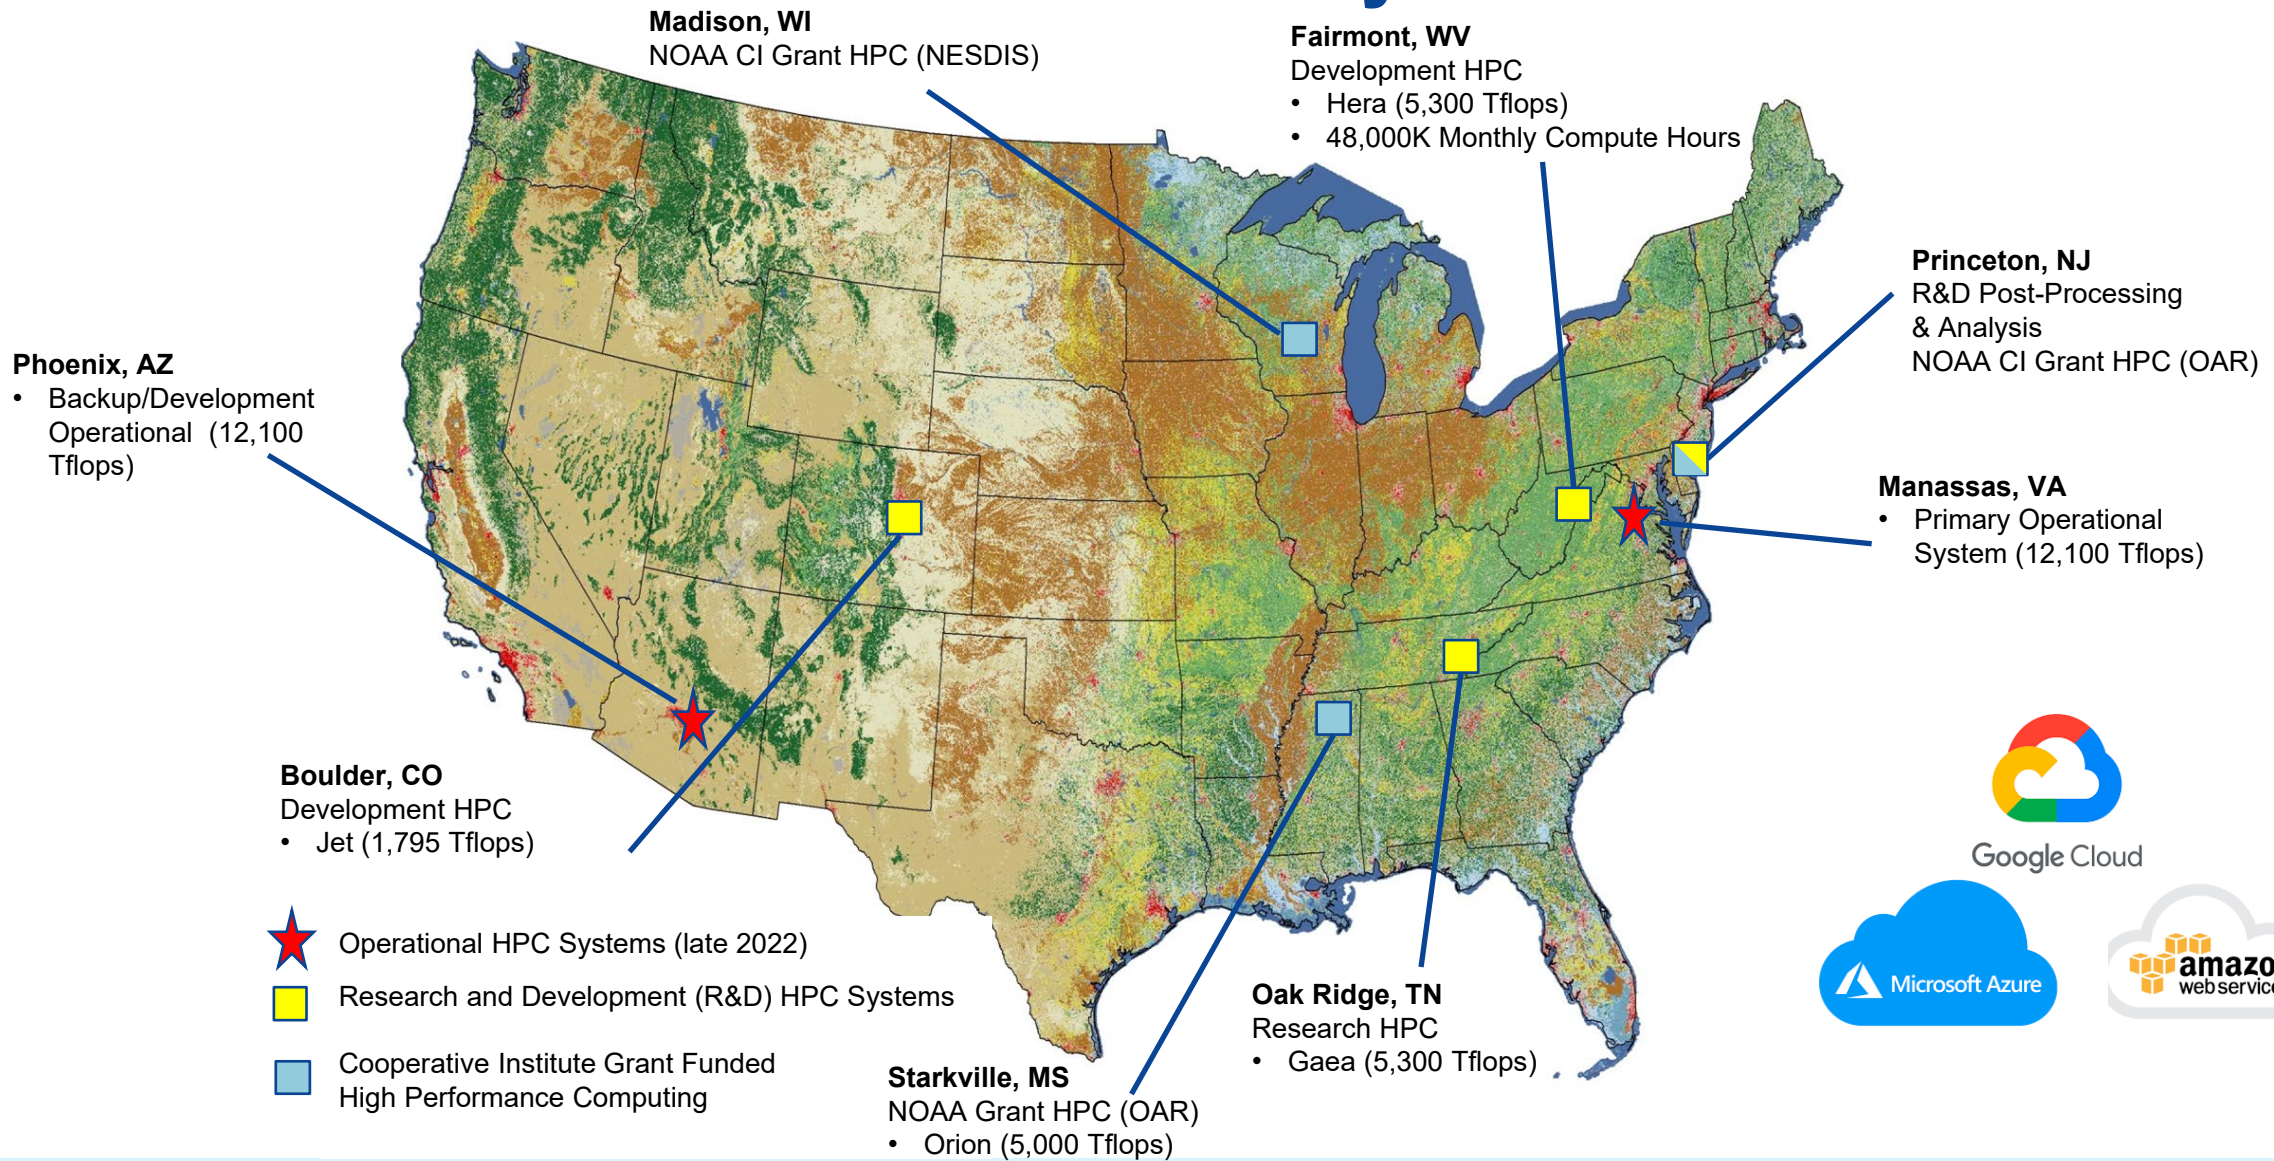 Madison, WI
NOAA CI Grant HPC (NESDIS)
Fairmont, WV
Development HPC
• Hera (5,300 Tflops)
• 48,000K Monthly Compute Hours
Princeton, NJ
R&D Post-Processing
& Analysis
NOAA CI Grant HPC (OAR)
Phoenix, AZ
• Backup/Development
Operational (12,100
Tflops)
Manassas, VA
• Primary Operational
System (12,100 Tflops)
Boulder, CO
Development HPC
• Jet (1,795 Tflops)
Operational HPC Systems (late 2022)
Research and Development (R&D) HPC Systems
Cooperative Institute Grant Funded
High Performance Computing
Starkville, MS
NOAA Grant HPC (OAR)
• Orion (5,000 Tflops)
Oak Ridge, TN
Research HPC
• Gaea (5,300 Tflops)
Google Cloud
Microsoft Azure
amazo
web service